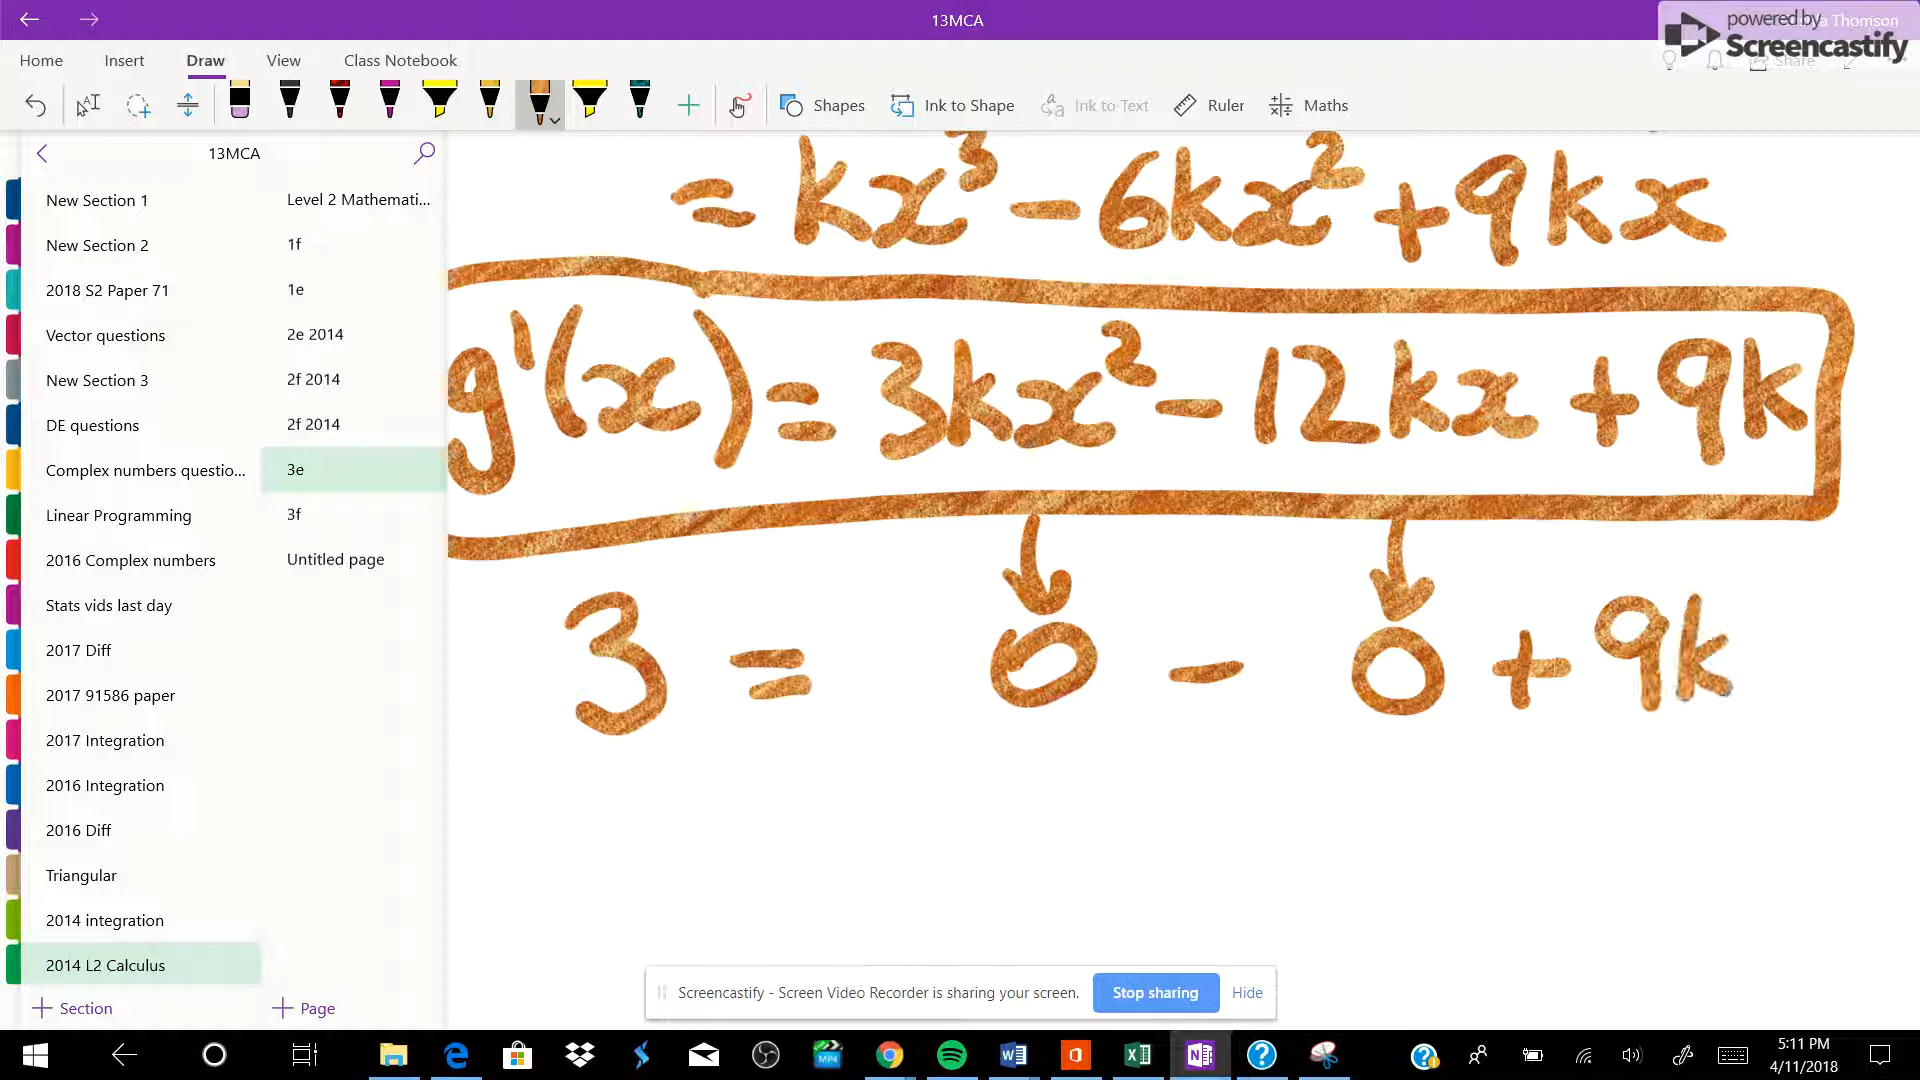 13MCA
Thomson
powered by
Screencastify
Home Insert Draw View Class Notebook
Share
Shapes Ink to Shape Ink to Text Ruler Maths
13MCA
New Section 1
New Section 2
2018 S2 Paper 71
Vector questions
New Section 3
DE questions
Complex numbers questio...
Linear Programming
2016 Complex numbers
Stats vids last day
2017 Diff
2017 91586 paper
2017 Integration
2016 Integration
2016 Diff
Triangular
2014 integration
2014 L2 Calculus
+ Section
Level 2 Mathemati...
1f
1e
2e 2014
2f 2014
2f 2014
3e
3f
Untitled page
+ Page
= kx³ - 6kx² + 9kx
g'(x) = 3kx² - 12kx + 9k
3 = 0 - 0 + 9k
Screencastify - Screen Video Recorder is sharing your screen. Stop sharing Hide
5:11 PM
4/11/2018